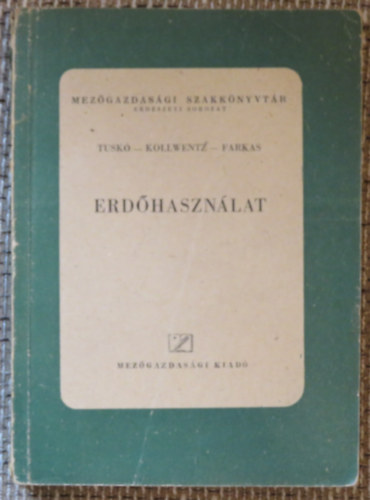 MEZŐGAZDASÁGI SZAKKÖNYVTÁR
ERDÉSZETI SOROZAT
TUSKÓ – KOLLWENTZ – FARKAS
ERDŐHASZNÁLAT
MEZŐGAZDASÁGI KIADÓ